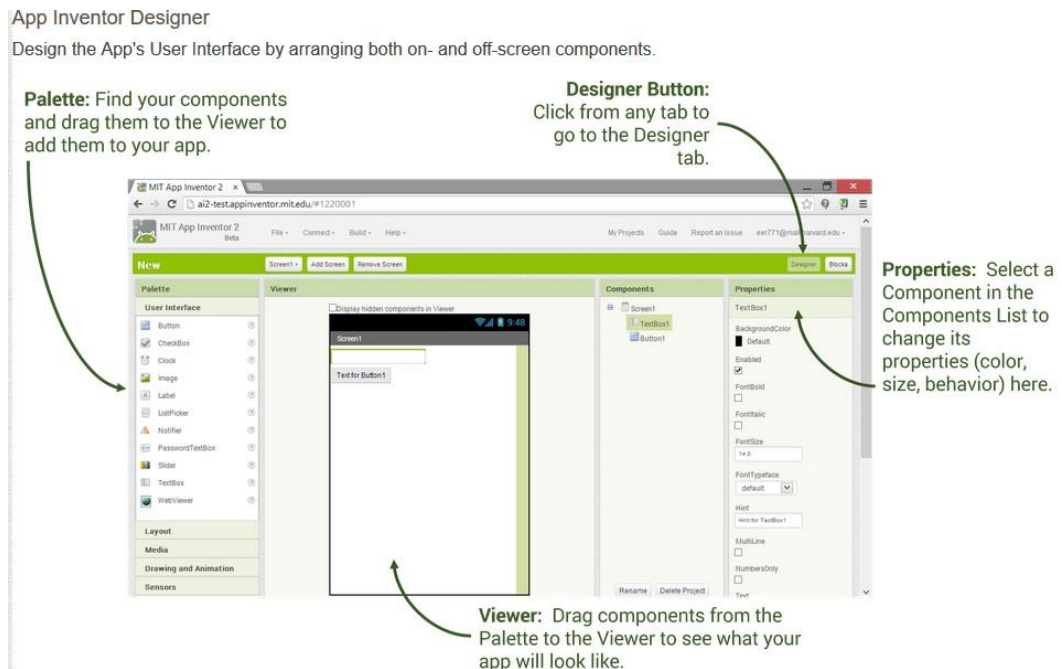 App Inventor Designer
Design the App's User Interface by arranging both on- and off-screen components.
Palette: Find your components
and drag them to the Viewer to
add them to your app.
Designer Button:
Click from any tab to
go to the Designer
tab.
MIT App Inventor 2
ai2-test.appinventor.mit.edu/#1220001
MIT App Inventor 2
Beta
File
Connect
Build
Help
My Projects
Guide
Report an Issue
New
Screen1
Add Screen
Remove Screen
Designer
Blocks
Palette
User Interface
Button
CheckBox
Clock
Image
Label
ListPicker
Notifier
PasswordTextBox
Slider
TextBox
WebViewer
Layout
Media
Drawing and Animation
Sensors
Viewer
Display hidden components in Viewer
9:48
Screen1
Text for Button1
Components
Screen1
TextBox1
Button1
Rename
Delete Project
Properties
TextBox1
BackgroundColor
Default
Enabled
FontBold
FontItalic
FontSize
14.0
FontTypeface
default
Hint
Hint for TextBox1
MultiLine
NumbersOnly
Text
Properties: Select a
Component in the
Components List to
change its
properties (color,
size, behavior) here.
Viewer: Drag components from the
Palette to the Viewer to see what your
app will look like.